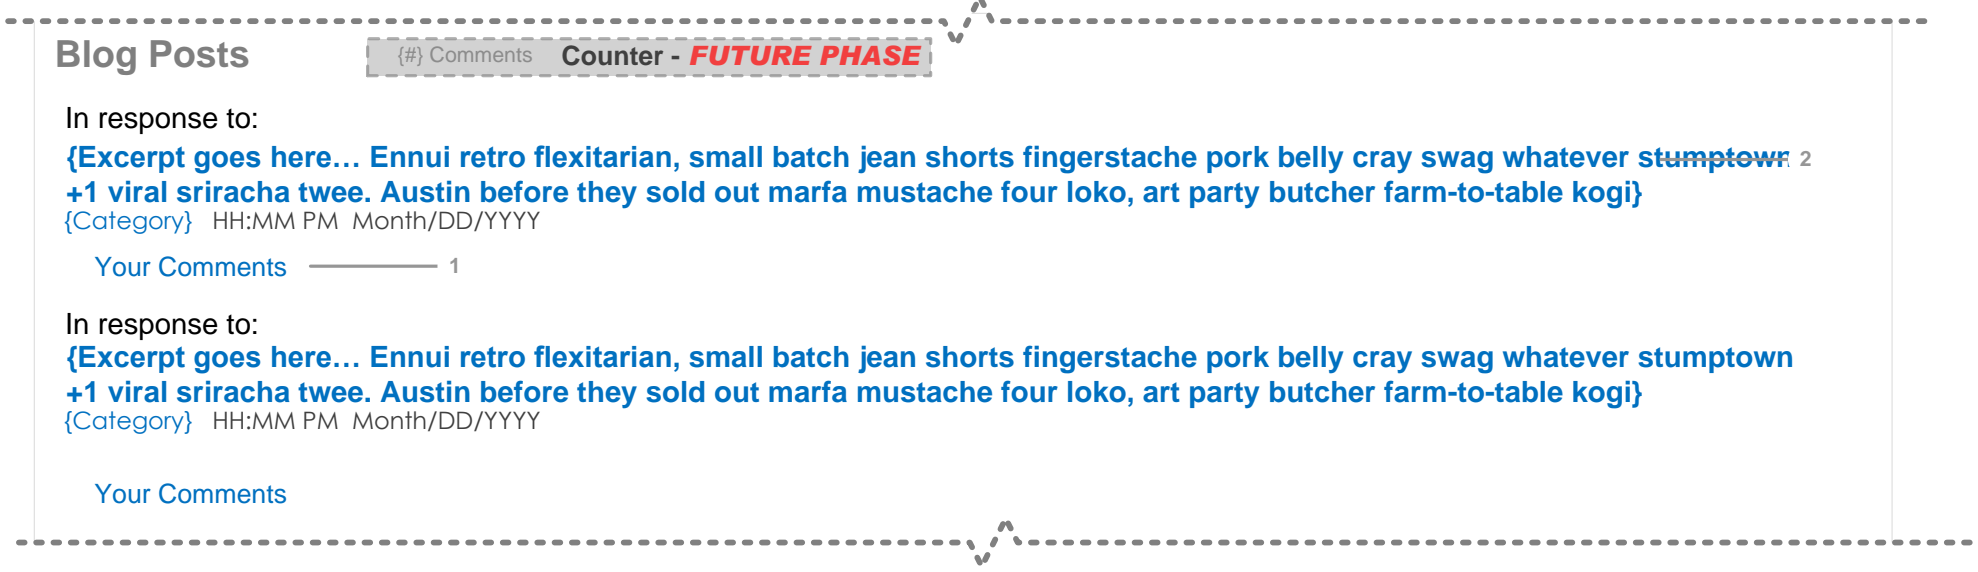 Blog Posts {#} Comments Counter - FUTURE PHASE
In response to:
{Excerpt goes here… Ennui retro flexitarian, small batch jean shorts fingerstache pork belly cray swag whatever stumptown 2
+1 viral sriracha twee. Austin before they sold out marfa mustache four loko, art party butcher farm-to-table kogi}
{Category} HH:MM PM Month/DD/YYYY
Your Comments 1
In response to:
{Excerpt goes here… Ennui retro flexitarian, small batch jean shorts fingerstache pork belly cray swag whatever stumptown
+1 viral sriracha twee. Austin before they sold out marfa mustache four loko, art party butcher farm-to-table kogi}
{Category} HH:MM PM Month/DD/YYYY
Your Comments